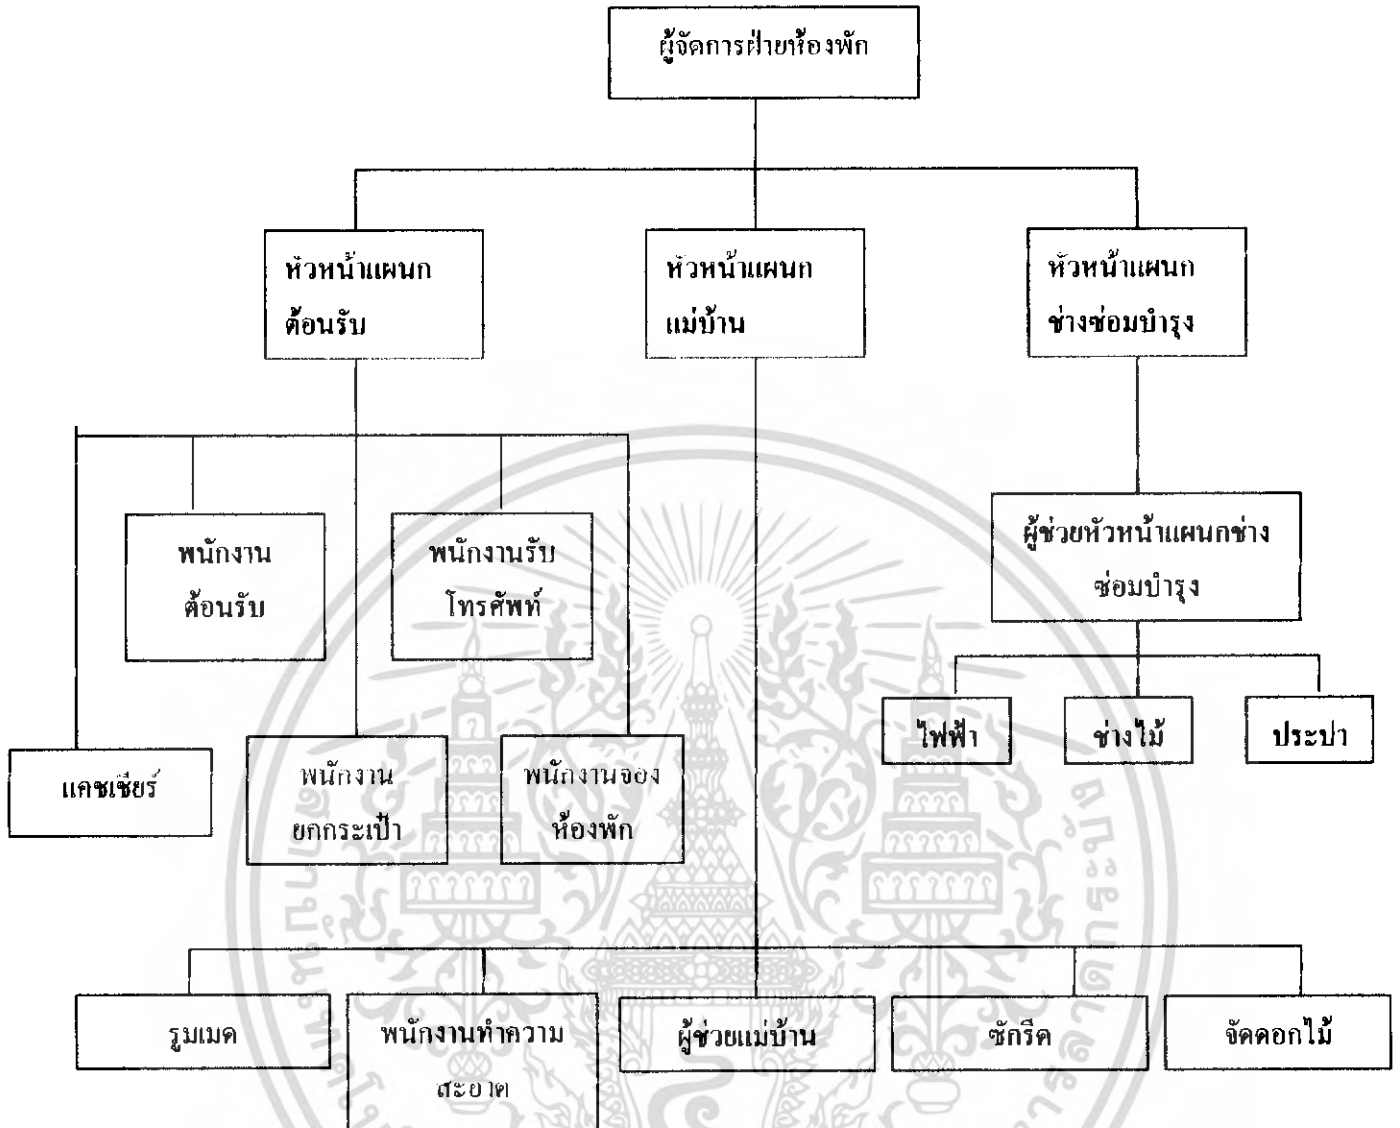 ผู้จัดการฝ่ายห้องพัก
หัวหน้าแผนก
ต้อนรับ
หัวหน้าแผนก
แม่บ้าน
หัวหน้าแผนก
ช่างซ่อมบำรุง
พนักงาน
ต้อนรับ
พนักงานรับ
โทรศัพท์
ผู้ช่วยหัวหน้าแผนกช่าง
ซ่อมบำรุง
ไฟฟ้า
ช่างไม้
ประปา
แคชเชียร์
พนักงาน
ยกกระเป๋า
พนักงานจอง
ห้องพัก
รูมเมด
พนักงานทำความ
สะอาด
ผู้ช่วยแม่บ้าน
ซักรีด
จัดดอกไม้